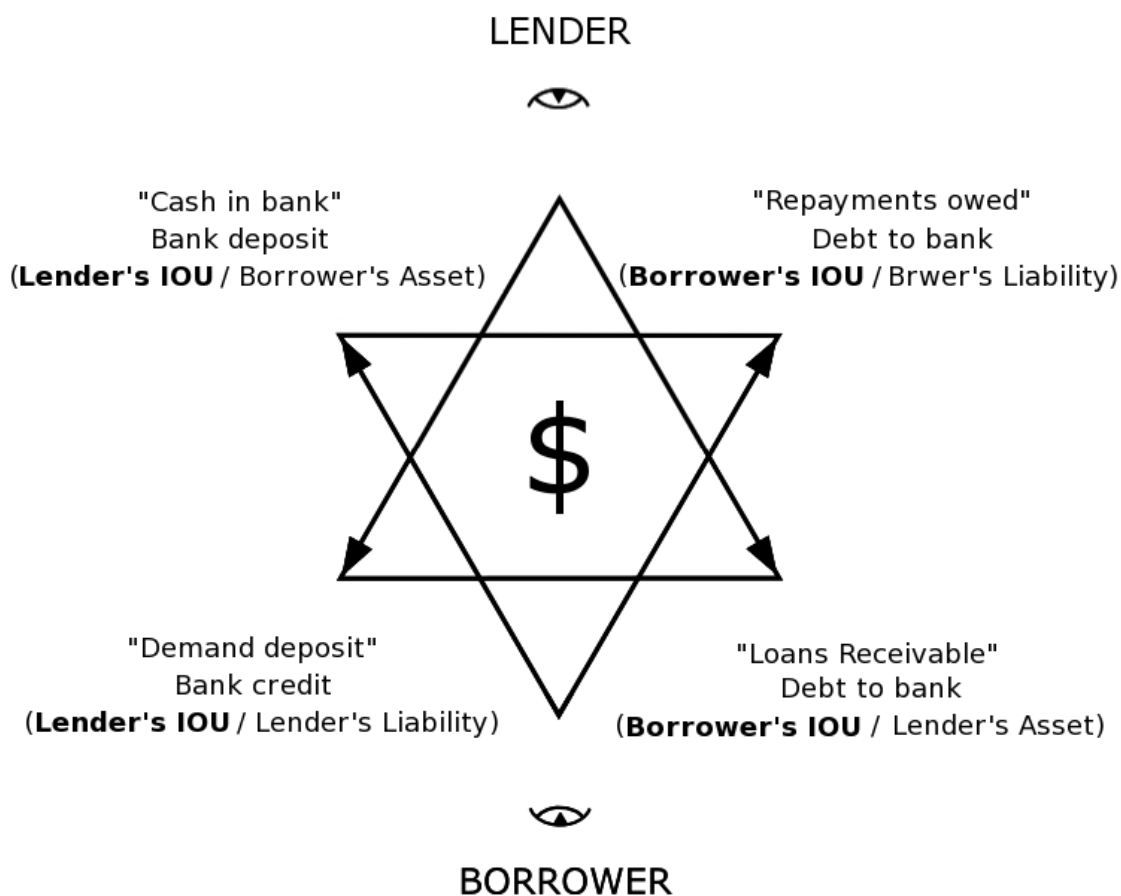 LENDER
"Cash in bank"
Bank deposit
(Lender's IOU / Borrower's Asset)
"Repayments owed"
Debt to bank
(Borrower's IOU / Brwer's Liability)
$
"Demand deposit"
Bank credit
(Lender's IOU / Lender's Liability)
"Loans Receivable"
Debt to bank
(Borrower's IOU / Lender's Asset)
BORROWER